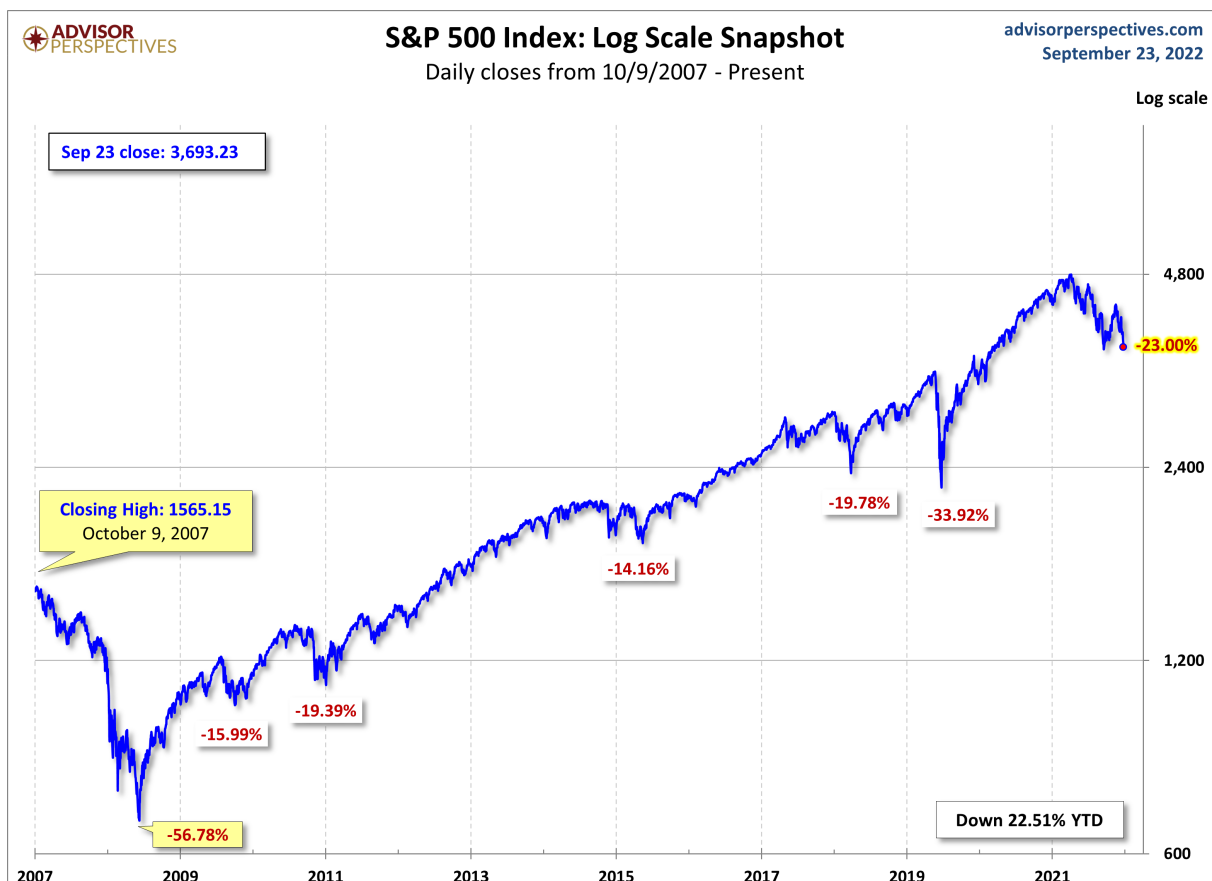 ADVISOR
PERSPECTIVES
S&P 500 Index: Log Scale Snapshot
Daily closes from 10/9/2007 - Present
advisorperspectives.com
September 23, 2022
Log scale
Sep 23 close: 3,693.23
4,800
-23.00%
2,400
-19.78%
-33.92%
Closing High: 1565.15
October 9, 2007
-14.16%
1,200
-19.39%
-15.99%
Down 22.51% YTD
-56.78%
600
2007 2009 2011 2013 2015 2017 2019 2021